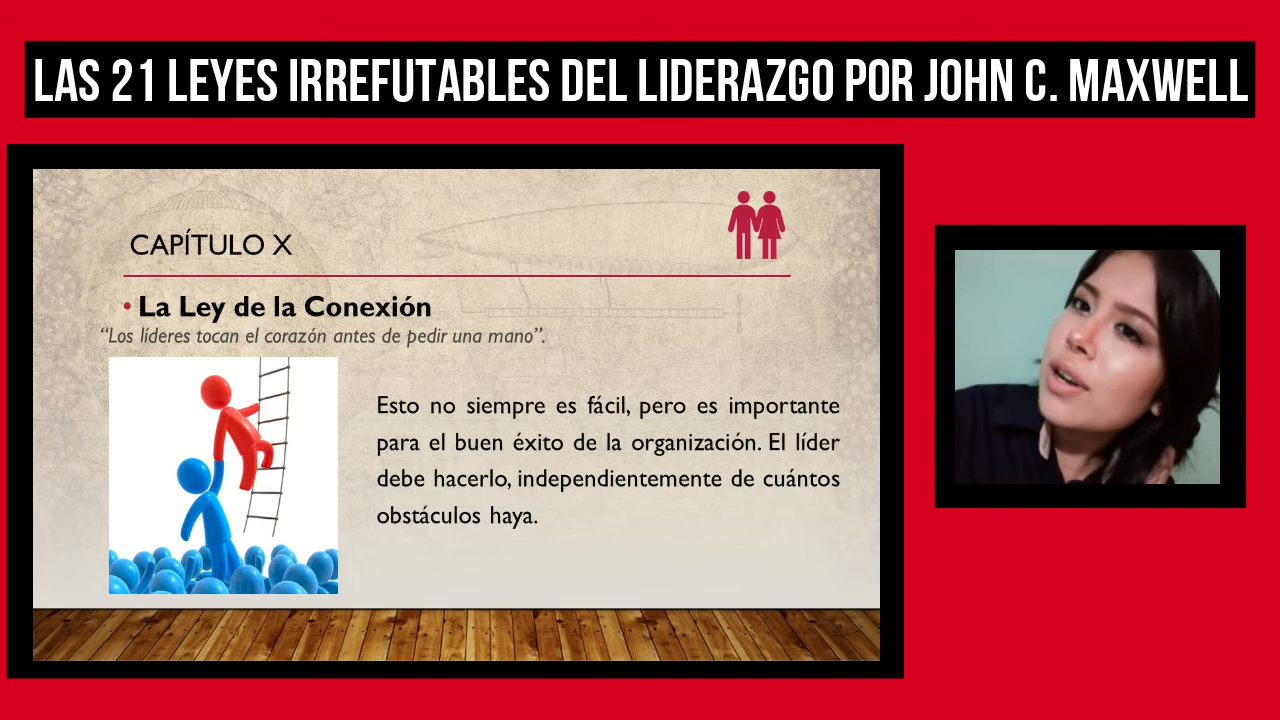 LAS 21 LEYES IRREFUTABLES DEL LIDERAZGO POR JOHN C. MAXWELL
CAPÍTULO X
• La Ley de la Conexión
“Los líderes tocan el corazón antes de pedir una mano”.
Esto no siempre es fácil, pero es importante
para el buen éxito de la organización. El líder
debe hacerlo, independientemente de cuántos
obstáculos haya.